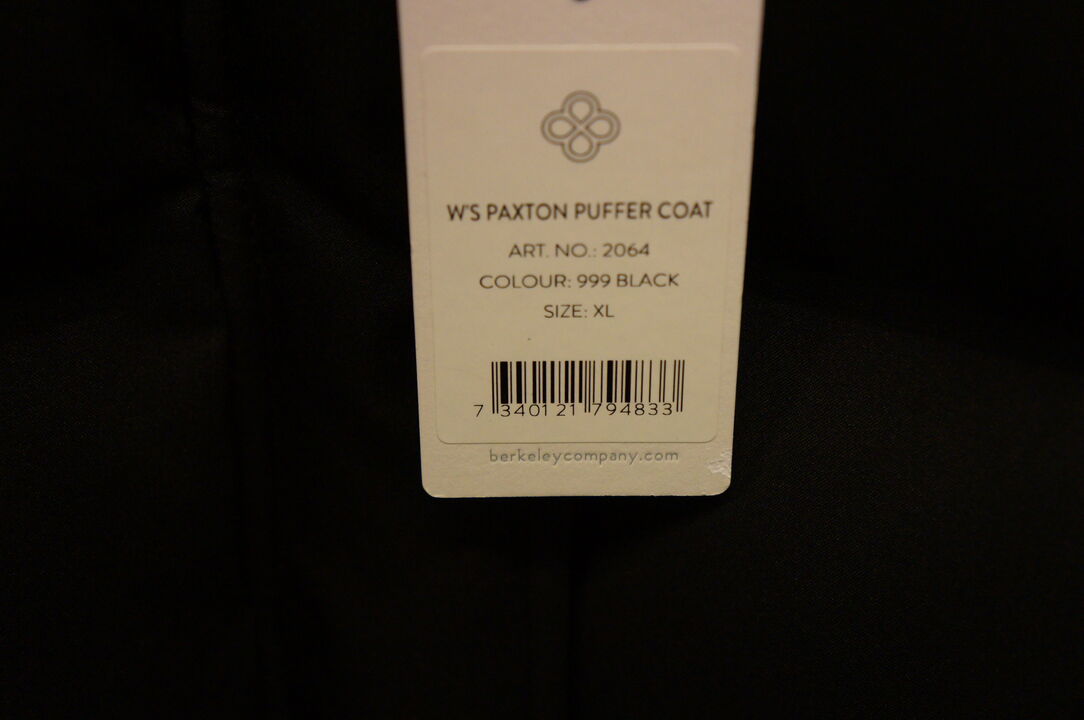 W'S PAXTON PUFFER COAT
ART. NO.: 2064
COLOUR: 999 BLACK
SIZE: XL
7 340121 794833
berkeleycompany.com